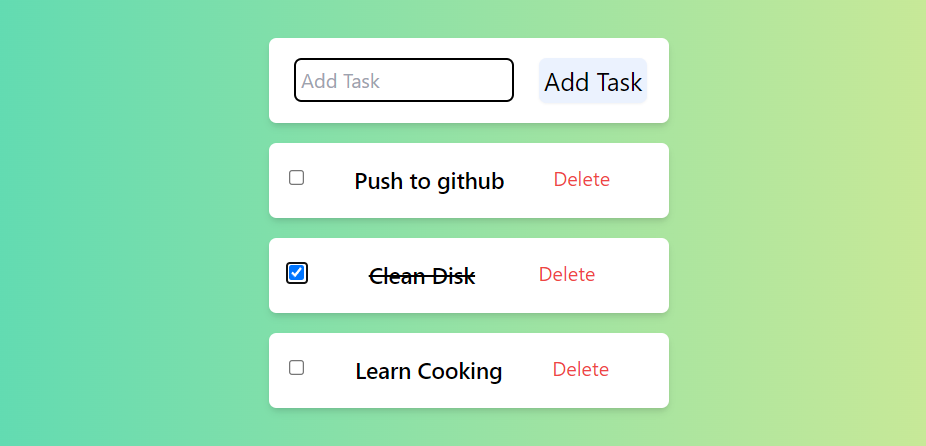 Add Task Add Task
Push to github Delete
Clean Disk Delete
Learn Cooking Delete